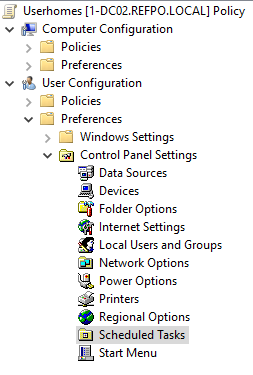 Userhomes [1-DC02.REFPO.LOCAL] Policy
Computer Configuration
Policies
Preferences
User Configuration
Policies
Preferences
Windows Settings
Control Panel Settings
Data Sources
Devices
Folder Options
Internet Settings
Local Users and Groups
Network Options
Power Options
Printers
Regional Options
Scheduled Tasks
Start Menu